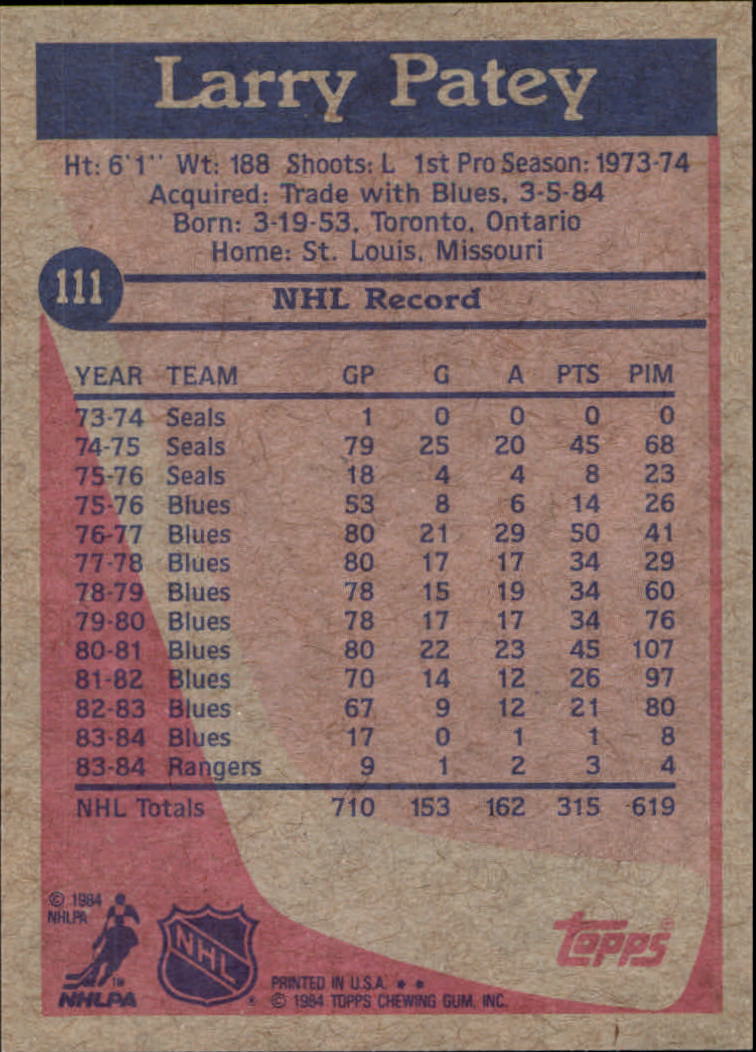 Larry Patey
Ht: 6'1'' Wt: 188 Shoots: L 1st Pro Season: 1973-74
Acquired: Trade with Blues, 3-5-84
Born: 3-19-53, Toronto, Ontario
Home: St. Louis, Missouri
111
NHL Record
YEAR TEAM GP G A PTS PIM
73-74 Seals 1 0 0 0 0
74-75 Seals 79 25 20 45 68
75-76 Seals 18 4 4 8 23
75-76 Blues 53 8 6 14 26
76-77 Blues 80 21 29 50 41
77-78 Blues 80 17 17 34 29
78-79 Blues 78 15 19 34 60
79-80 Blues 78 17 17 34 76
80-81 Blues 80 22 23 45 107
81-82 Blues 70 14 12 26 97
82-83 Blues 67 9 12 21 80
83-84 Blues 17 0 1 1 8
83-84 Rangers 9 1 2 3 4
NHL Totals 710 153 162 315 619
© 1984
NHLPA
TM
NHLPA
NHL
®
topps®
PRINTED IN U.S.A. * *
© 1984 TOPPS CHEWING GUM, INC.